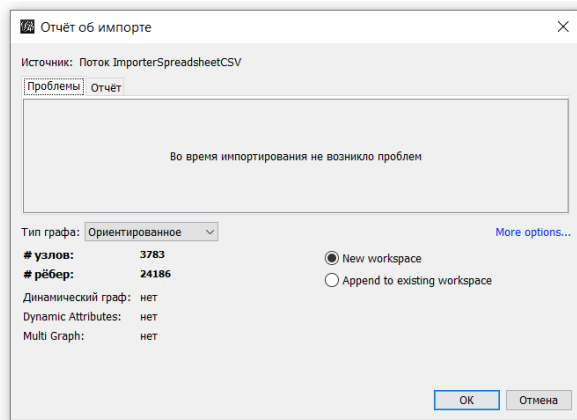 Отчёт об импорте
Источник: Поток ImporterSpreadsheetCSV
Проблемы Отчёт
Во время импортирования не возникло проблем
Тип графа: Ориентированное More options...
# узлов: 3783
# рёбер: 24186
New workspace
Append to existing workspace
Динамический граф: нет
Dynamic Attributes: нет
Multi Graph: нет
OK Отмена